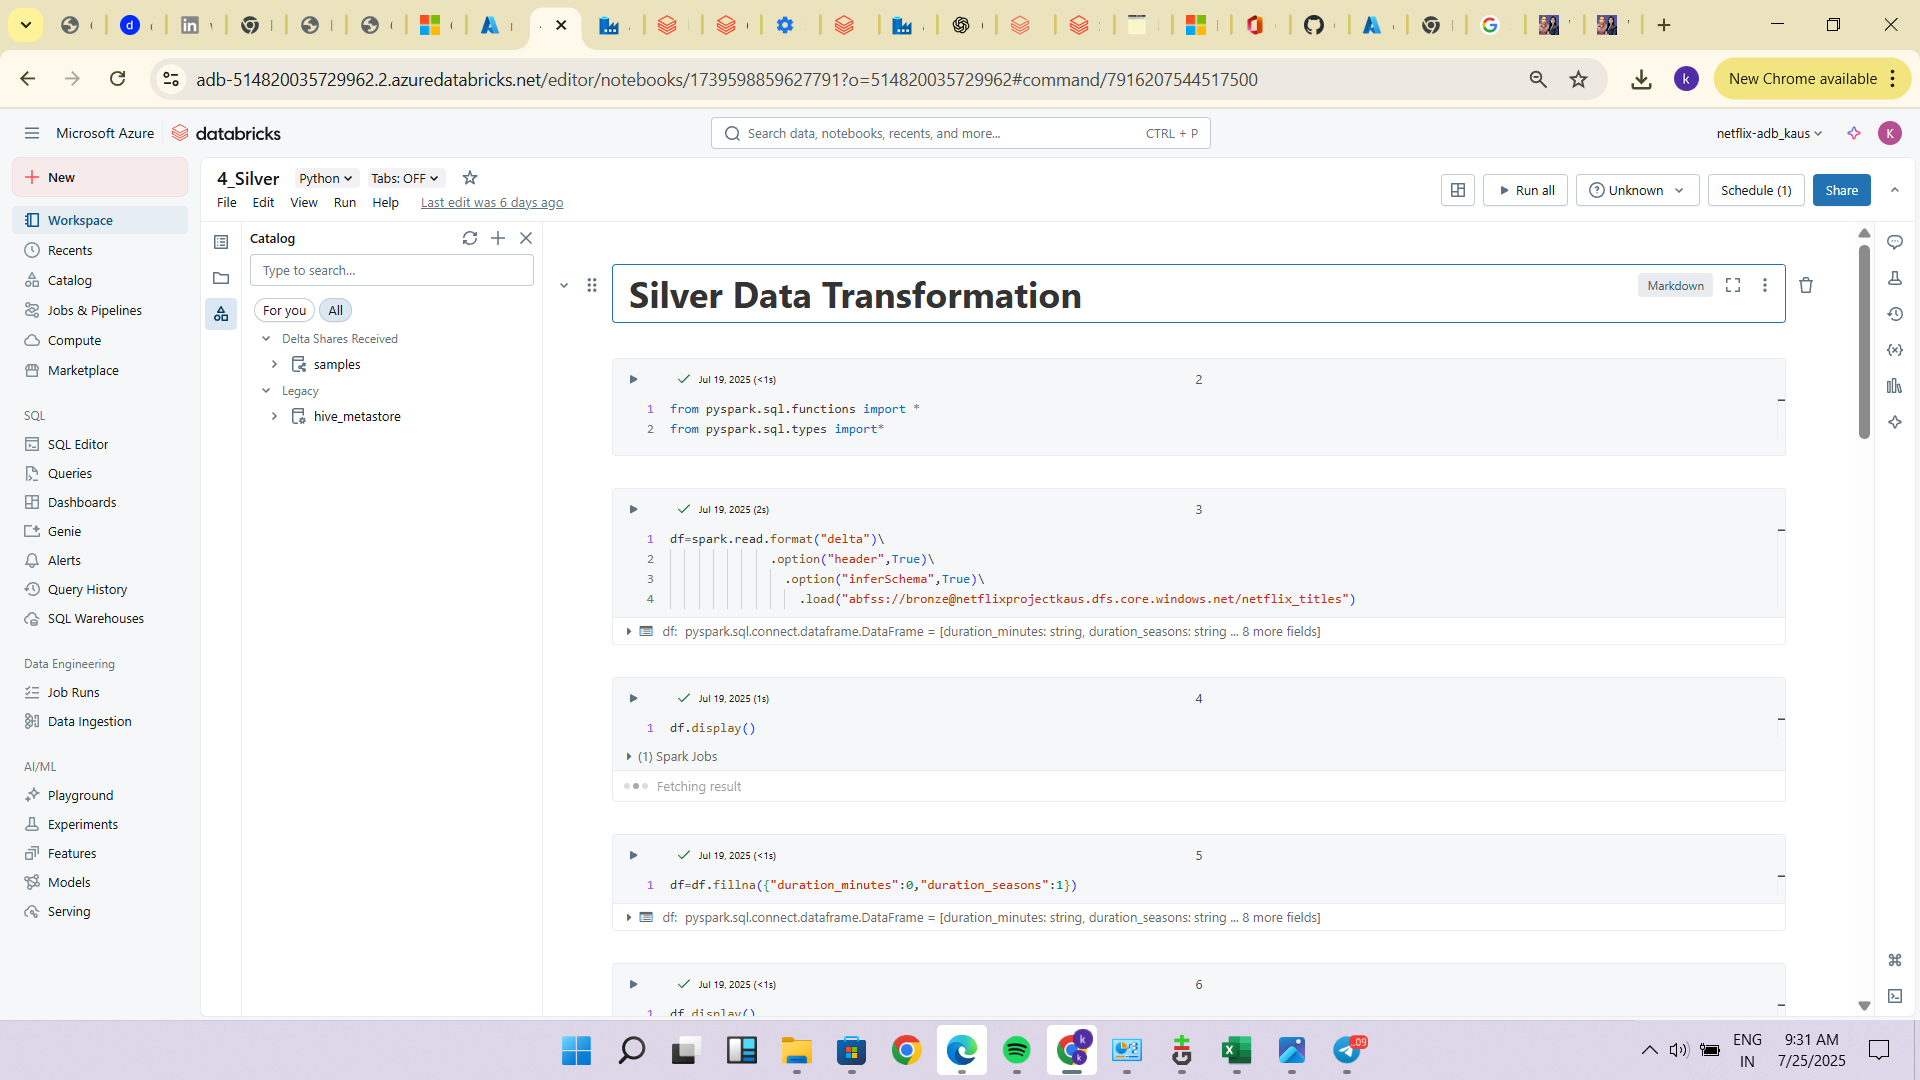 adb-514820035729962.2.azuredatabricks.net/editor/notebooks/1739598859627791?o=514820035729962#command/7916207544517500
k
New Chrome available
Microsoft Azure
databricks
Search data, notebooks, recents, and more...
CTRL + P
netflix-adb_kaus
K
New
Workspace
Recents
Catalog
Jobs & Pipelines
Compute
Marketplace
SQL
SQL Editor
Queries
Dashboards
Genie
Alerts
Query History
SQL Warehouses
Data Engineering
Job Runs
Data Ingestion
AI/ML
Playground
Experiments
Features
Models
Serving
4_Silver
Python
Tabs: OFF
File Edit View Run Help Last edit was 6 days ago
Run all
Unknown
Schedule (1)
Share
Catalog
Type to search...
For you
All
Delta Shares Received
samples
Legacy
hive_metastore
Silver Data Transformation
Markdown
Jul 19, 2025 (<1s)
2
1 from pyspark.sql.functions import *
2 from pyspark.sql.types import*
Jul 19, 2025 (2s)
3
1 df=spark.read.format("delta")\
2 .option("header",True)\
3 .option("inferSchema",True)\
4 .load("abfss://bronze@netflixprojectkaus.dfs.core.windows.net/netflix_titles")
df: pyspark.sql.connect.dataframe.DataFrame = [duration_minutes: string, duration_seasons: string ... 8 more fields]
Jul 19, 2025 (1s)
4
1 df.display()
(1) Spark Jobs
Fetching result
Jul 19, 2025 (<1s)
5
1 df=df.fillna({"duration_minutes":0,"duration_seasons":1})
df: pyspark.sql.connect.dataframe.DataFrame = [duration_minutes: string, duration_seasons: string ... 8 more fields]
Jul 19, 2025 (<1s)
6
1 df.display()
.09
ENG
IN
9:31 AM
7/25/2025